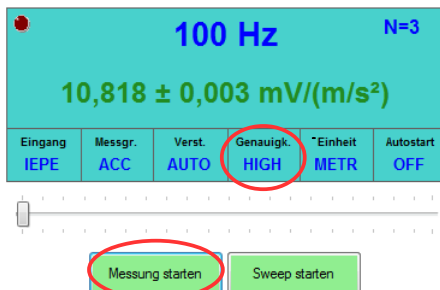 100 Hz N=3
10,818 ± 0,003 mV/(m/s²)
Eingang Messgr. Verst. Genauigk. Einheit Autostart
IEPE ACC AUTO HIGH METR OFF
Messung starten Sweep starten